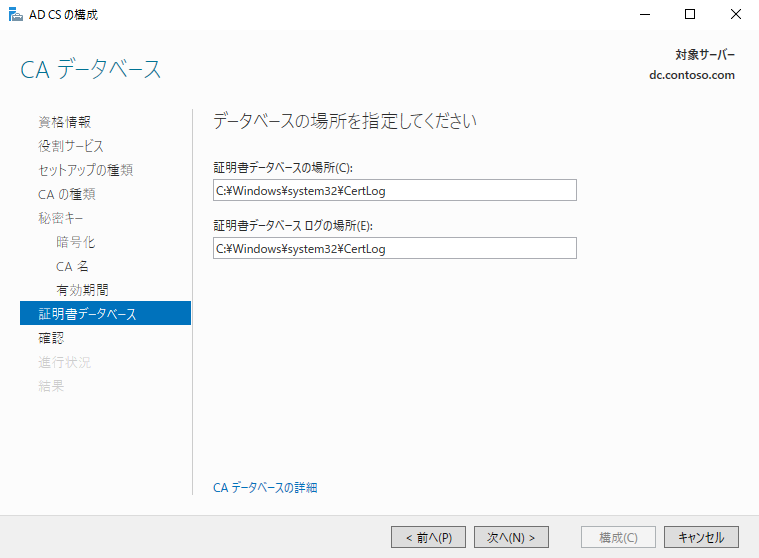 AD CS の構成
CA データベース
対象サーバー
dc.contoso.com
資格情報
役割サービス
セットアップの種類
CA の種類
秘密キー
暗号化
CA 名
有効期間
証明書データベース
確認
進行状況
結果
データベースの場所を指定してください
証明書データベースの場所(C):
C:¥Windows¥system32¥CertLog
証明書データベース ログの場所(E):
C:¥Windows¥system32¥CertLog
CA データベースの詳細
< 前へ(P)
次へ(N) >
構成(C)
キャンセル